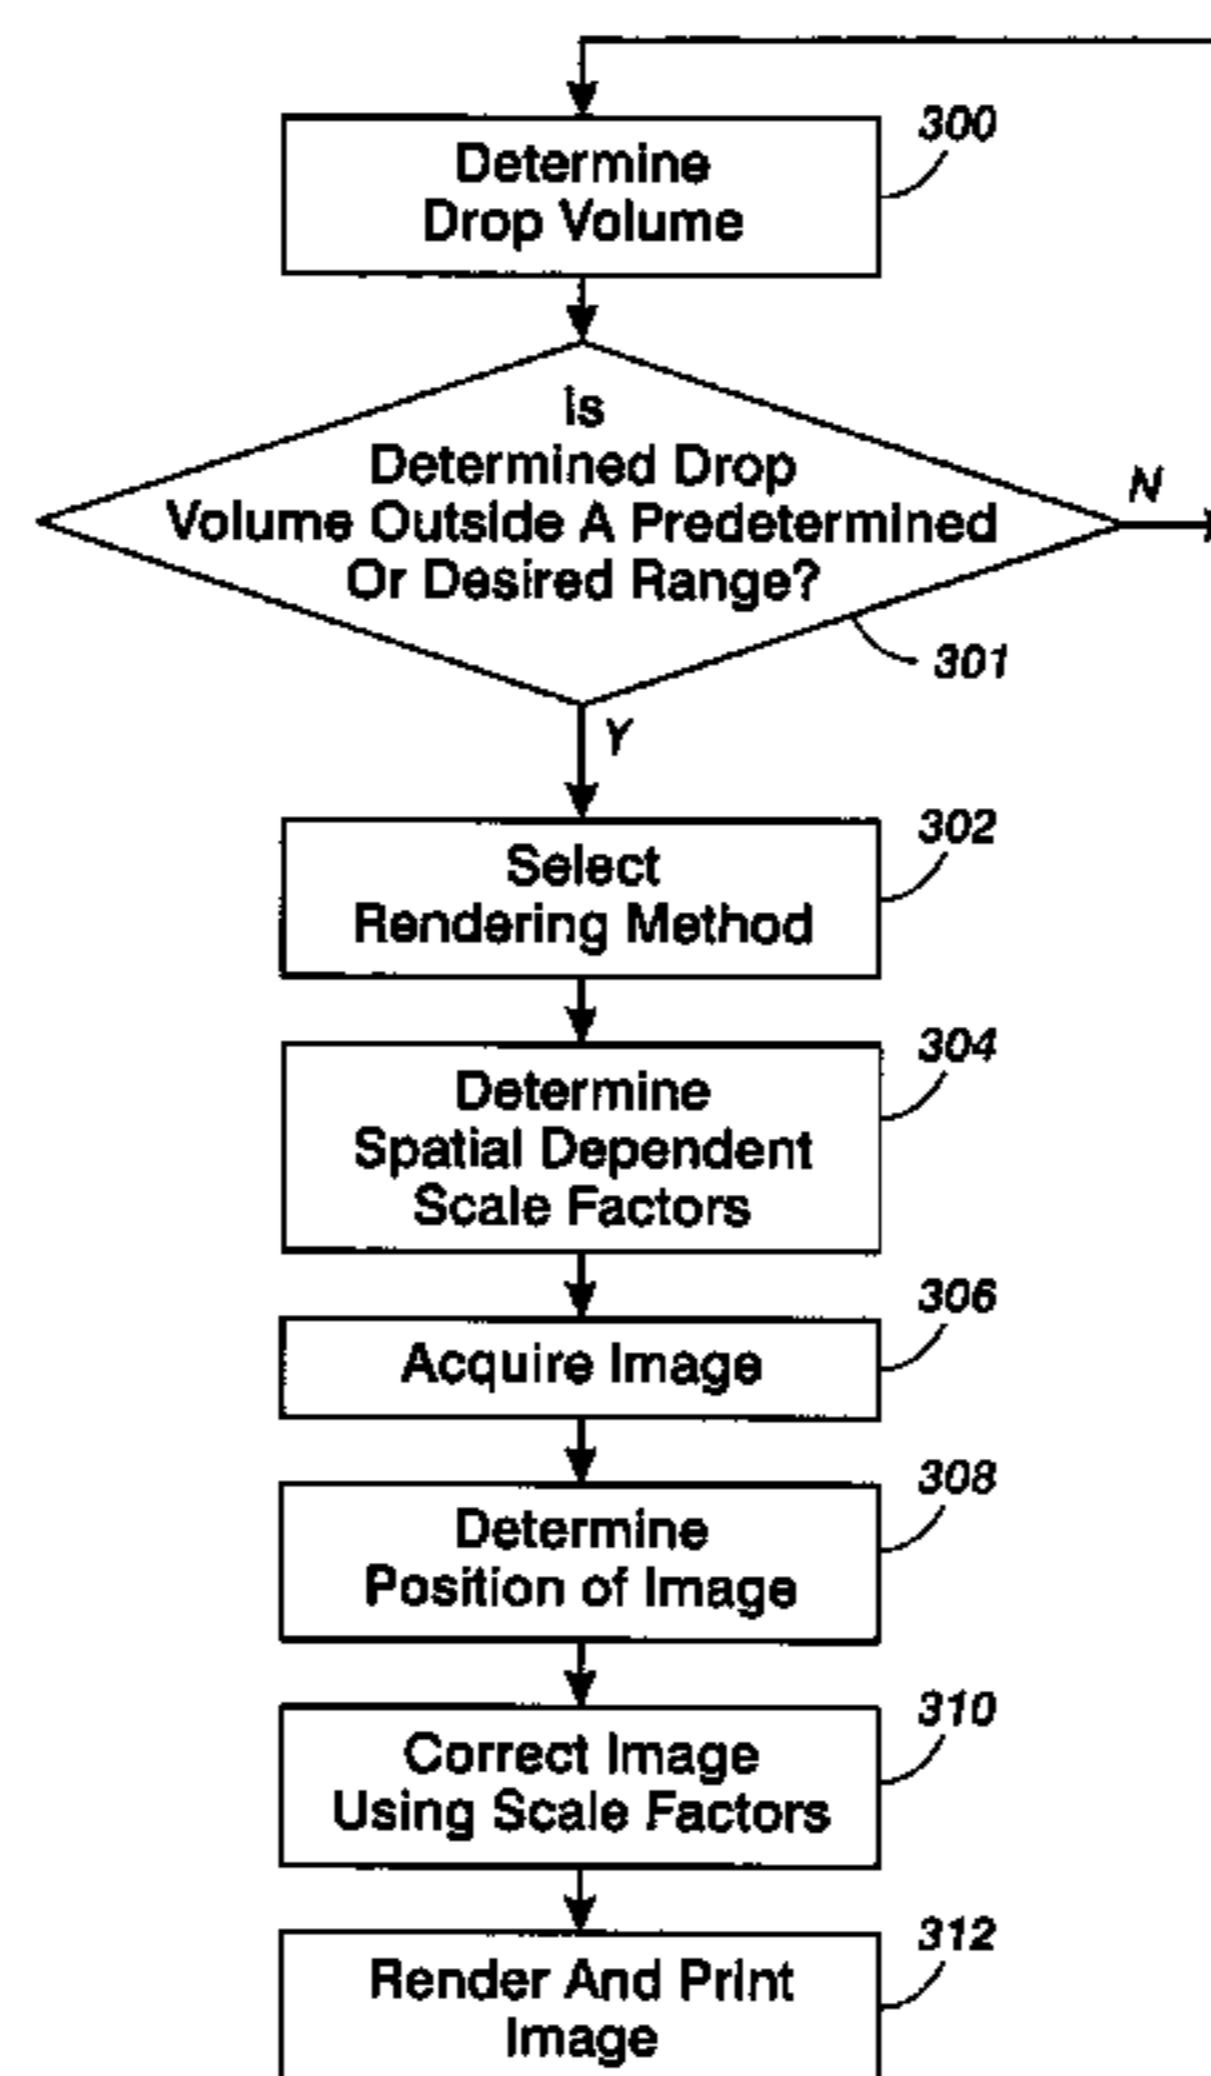 300
Determine
Drop Volume
Is
Determined Drop
Volume Outside A Predetermined
Or Desired Range?
N
301
Y
302
Select
Rendering Method
304
Determine
Spatial Dependent
Scale Factors
306
Acquire Image
308
Determine
Position of Image
310
Correct Image
Using Scale Factors
312
Render And Print
Image